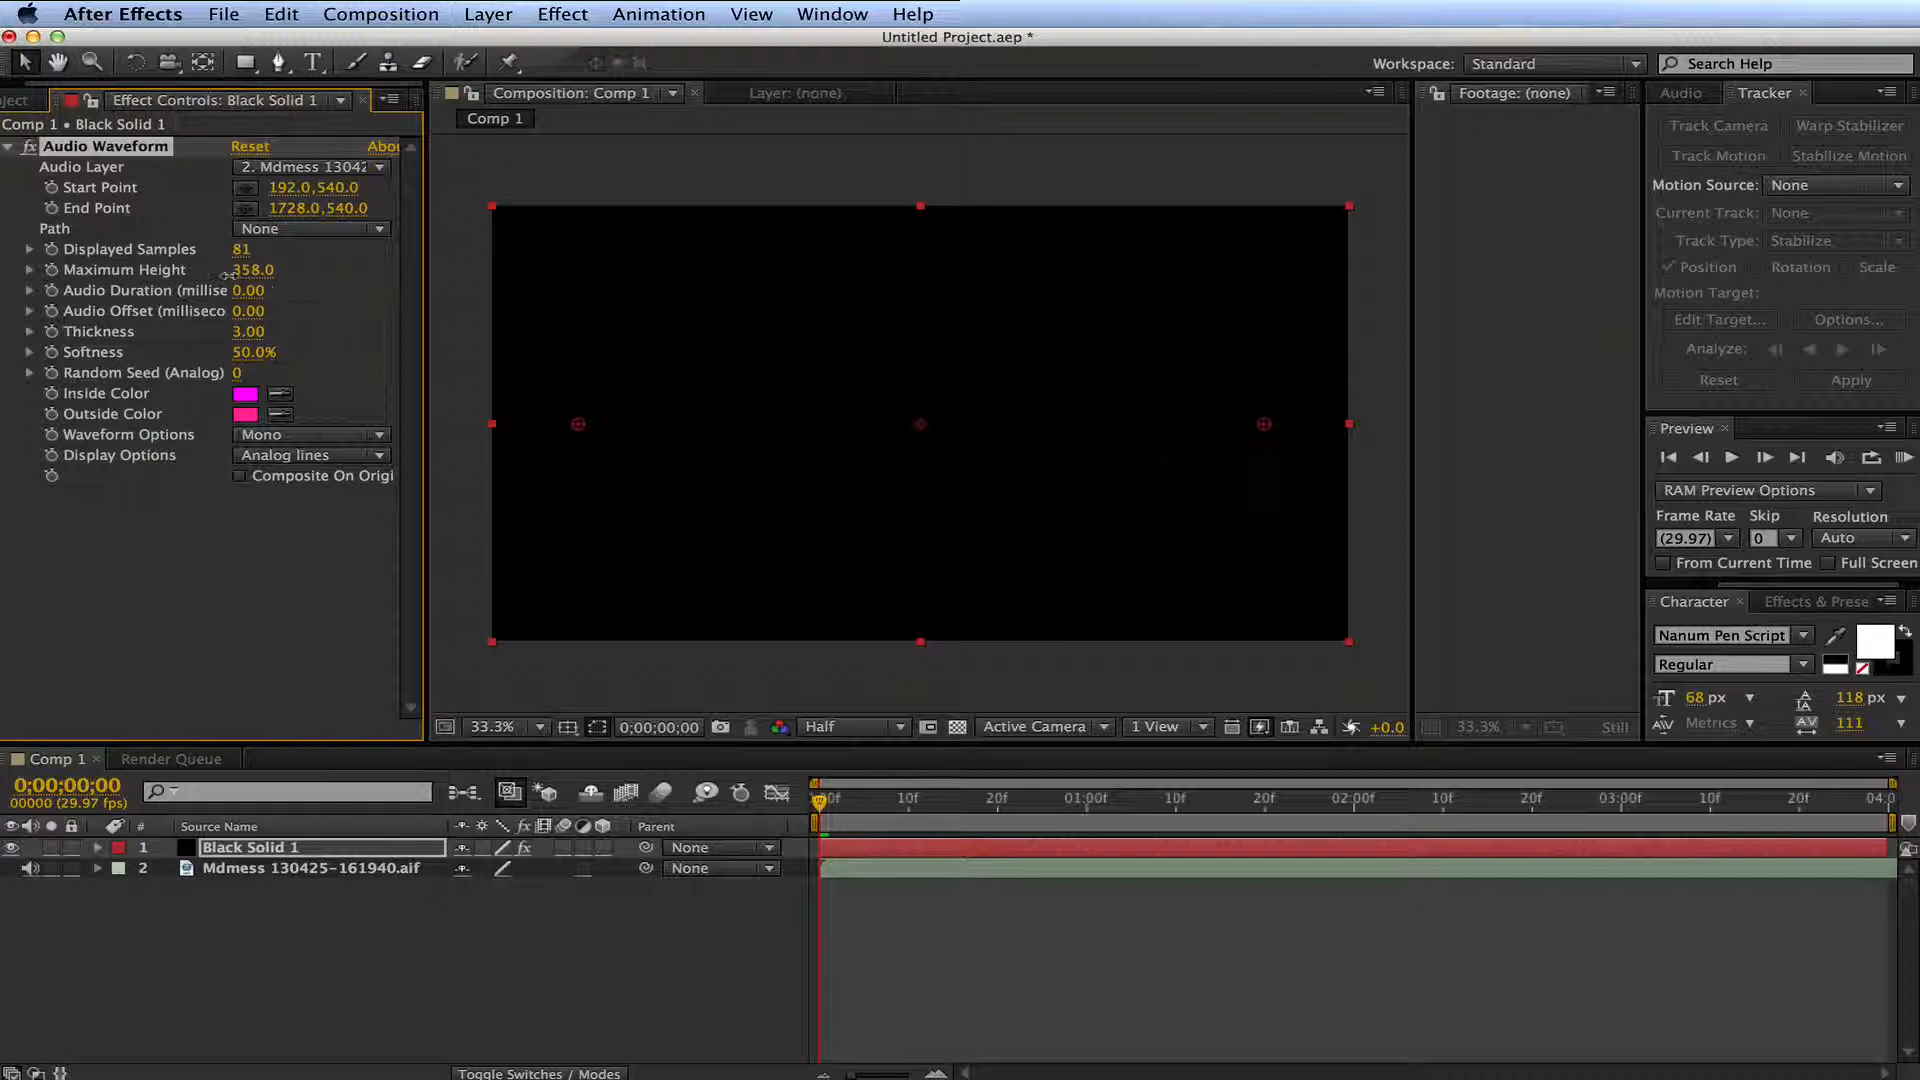 After Effects File Edit Composition Layer Effect Animation View Window Help
Untitled Project.aep *
Workspace: Standard Search Help
ject Effect Controls: Black Solid 1 Composition: Comp 1 Layer: (none) Footage: (none) Audio Tracker
Comp 1 • Black Solid 1 Comp 1
fx Audio Waveform Reset Abou
Audio Layer 2. Mdmess 13042
Start Point 192.0,540.0
End Point 1728.0,540.0
Path None
Displayed Samples 81
Maximum Height 358.0
Audio Duration (millise 0.00
Audio Offset (milliseco 0.00
Thickness 3.00
Softness 50.0%
Random Seed (Analog) 0
Inside Color
Outside Color
Waveform Options Mono
Display Options Analog lines
Composite On Origi
33.3% 0;00;00;00 Half Active Camera 1 View +0.0
33.3% Still
Track Camera Warp Stabilizer
Track Motion Stabilize Motion
Motion Source: None
Current Track: None
Track Type: Stabilize
Position Rotation Scale
Motion Target:
Edit Target... Options...
Analyze:
Reset Apply
Preview
RAM Preview Options
Frame Rate Skip Resolution
(29.97) 0 Auto
From Current Time Full Screen
Character Effects & Prese
Nanum Pen Script
Regular
68 px 118 px
Metrics 111
Comp 1 Render Queue
0;00;00;00
00000 (29.97 fps)
00f 10f 20f 01:00f 10f 20f 02:00f 10f 20f 03:00f 10f 20f 04:0
# Source Name fx Parent
1 Black Solid 1 fx None
2 Mdmess 130425-161940.aif None
Toggle Switches / Modes